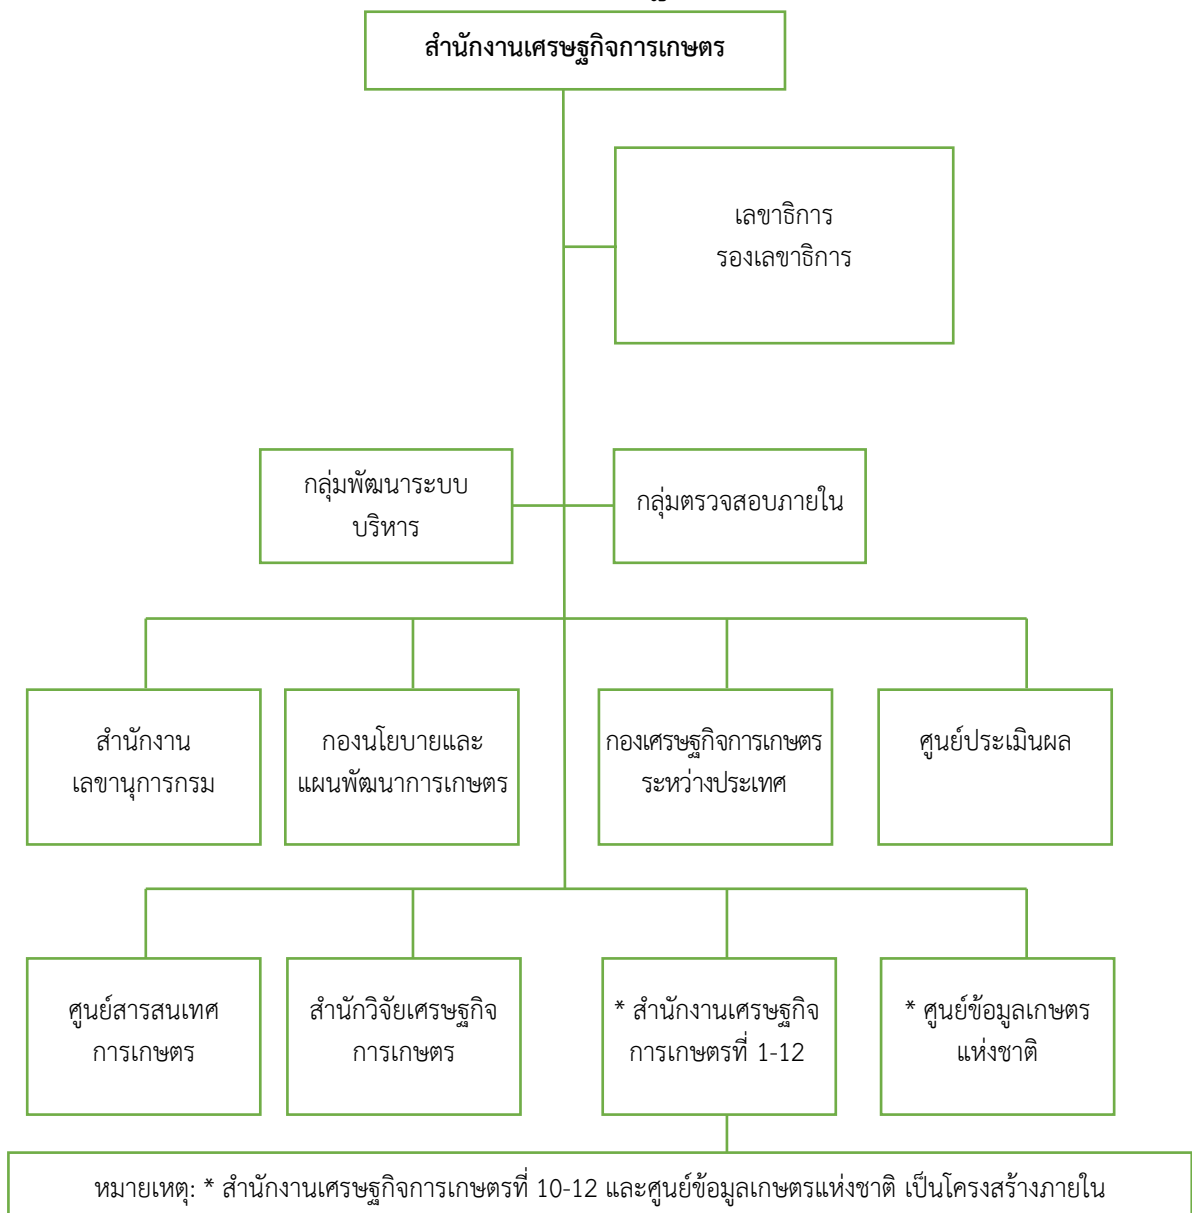 สำนักงานเศรษฐกิจการเกษตร
เลขาธิการ
รองเลขาธิการ
กลุ่มพัฒนาระบบ
บริหาร
กลุ่มตรวจสอบภายใน
สำนักงาน
เลขานุการกรม
กองนโยบายและ
แผนพัฒนาการเกษตร
กองเศรษฐกิจการเกษตร
ระหว่างประเทศ
ศูนย์ประเมินผล
ศูนย์สารสนเทศ
การเกษตร
สำนักวิจัยเศรษฐกิจ
การเกษตร
* สำนักงานเศรษฐกิจ
การเกษตรที่ 1-12
* ศูนย์ข้อมูลเกษตร
แห่งชาติ
หมายเหตุ: * สำนักงานเศรษฐกิจการเกษตรที่ 10-12 และศูนย์ข้อมูลเกษตรแห่งชาติ เป็นโครงสร้างภายใน